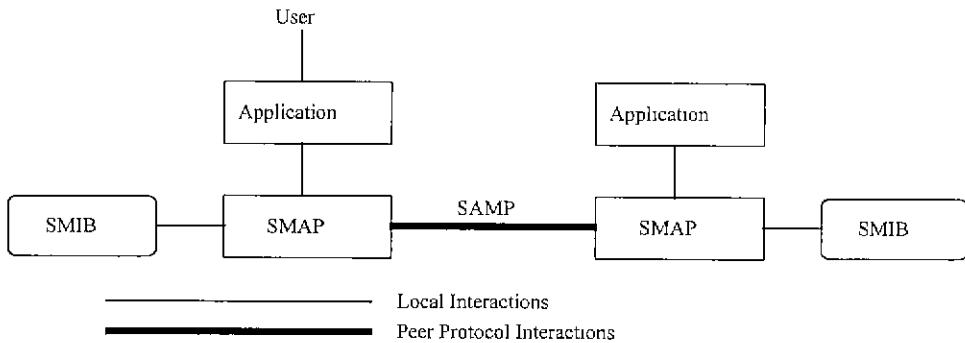 User
Application
Application
SMIB
SMAP
SAMP
SMAP
SMIB
Local Interactions
Peer Protocol Interactions